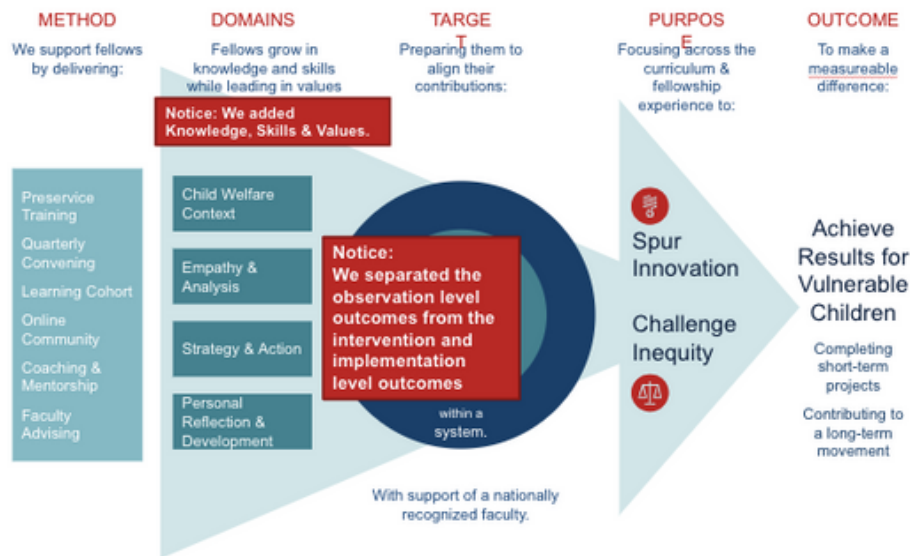 METHOD
We support fellows
by delivering:
Preservice
Training
Quarterly
Convening
Learning Cohort
Online
Community
Coaching &
Mentorship
Faculty
Advising
DOMAINS
Fellows grow in
knowledge and skills
while leading in values
Notice: We added
Knowledge, Skills & Values.
Child Welfare
Context
Empathy &
Analysis
Strategy & Action
Personal
Reflection &
Development
TARGE
T
Preparing them to
align their
contributions:
Notice:
We separated the
observation level
outcomes from the
intervention and
implementation
level outcomes
within a
system.
With support of a nationally
recognized faculty.
PURPOS
E
Focusing across the
curriculum &
fellowship
experience to:
Spur
Innovation
Challenge
Inequity
OUTCOME
To make a
measureable
difference:
Achieve
Results for
Vulnerable
Children
Completing
short-term
projects
Contributing to
a long-term
movement